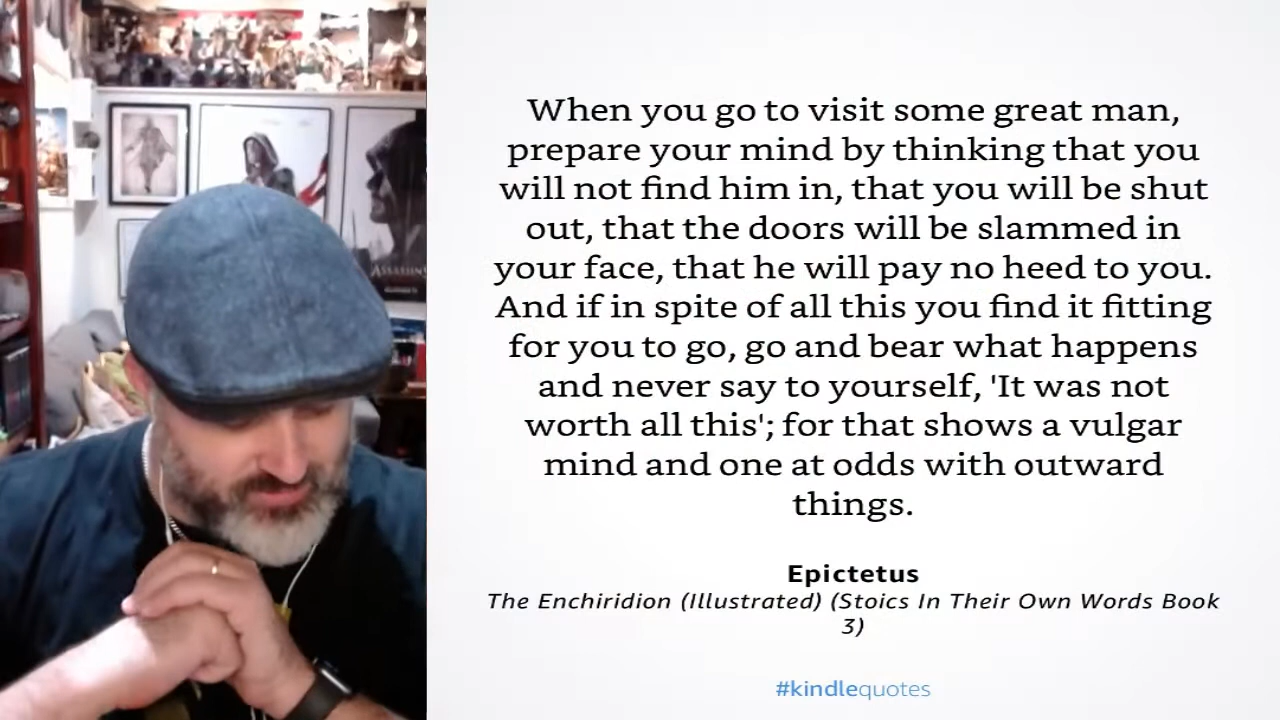 When you go to visit some great man,
prepare your mind by thinking that you
will not find him in, that you will be shut
out, that the doors will be slammed in
your face, that he will pay no heed to you.
And if in spite of all this you find it fitting
for you to go, go and bear what happens
and never say to yourself, 'It was not
worth all this'; for that shows a vulgar
mind and one at odds with outward
things.
Epictetus
The Enchiridion (Illustrated) (Stoics In Their Own Words Book
3)
#kindlequotes
ASSASSIN'S